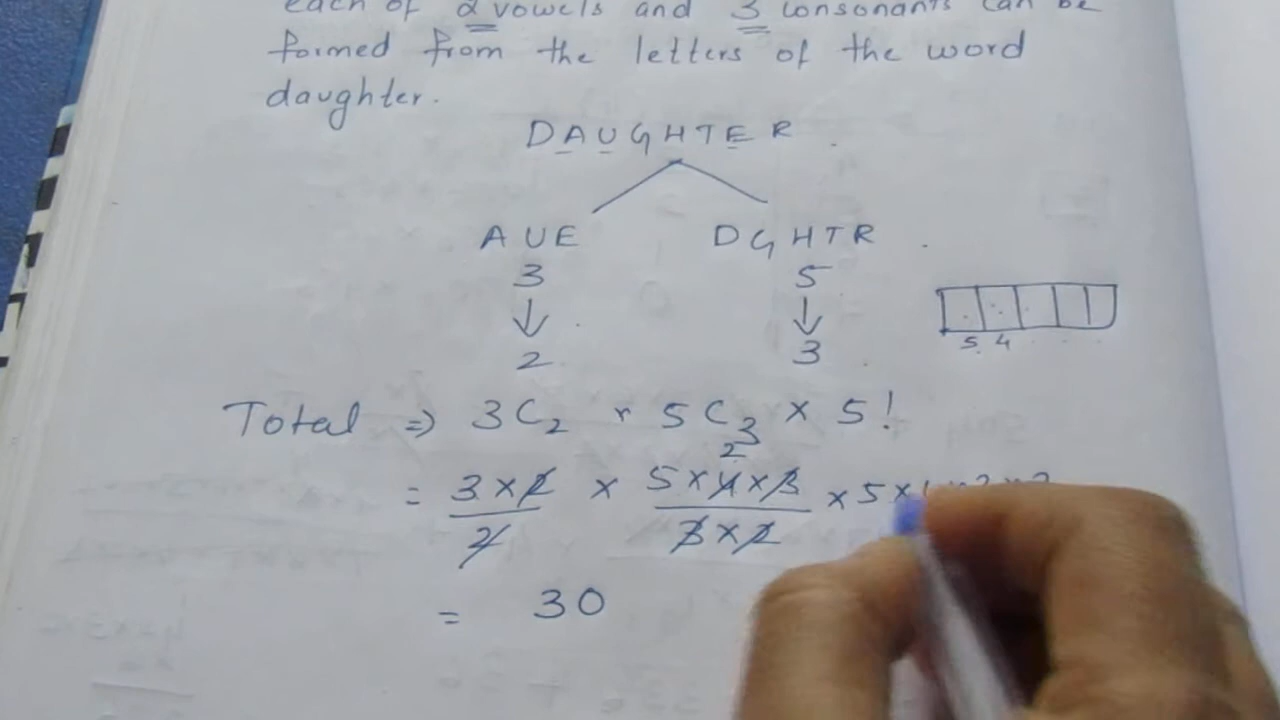 each of 2 vowels and 3 consonants can be
formed from the letters of the word
daughter.
DAUGHTER
AUE DGHTR
3 5
↓ ↓
2 3
5 4
Total ⇒ 3C₂ × 5C₃ × 5!
= 3×2/2 × 5×4×3/3×2 × 5×
2
= 30